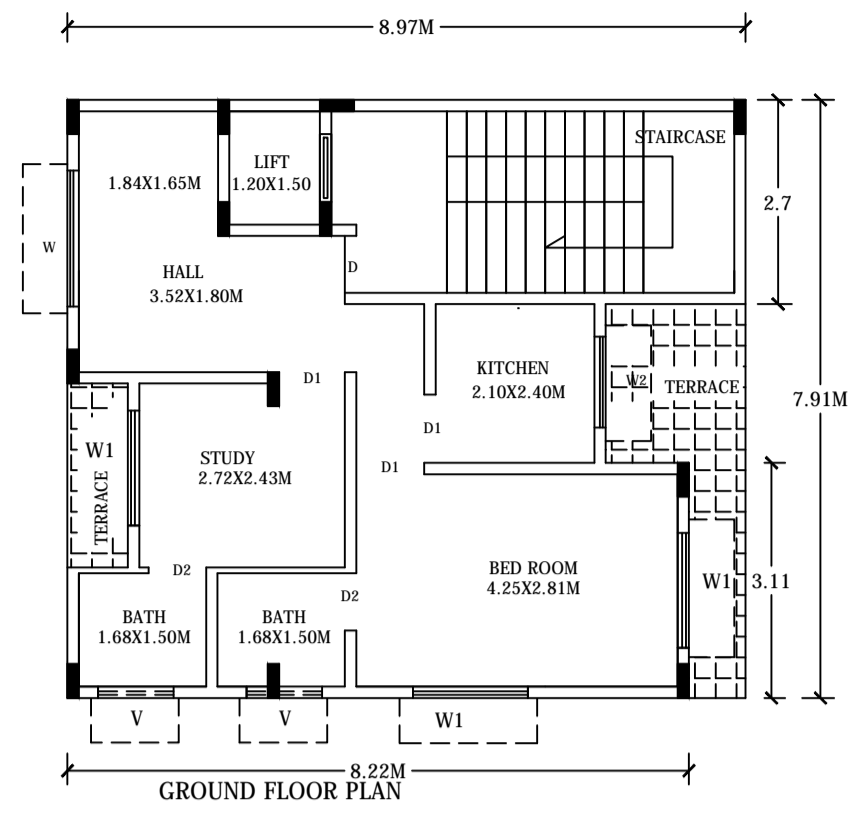 8.97M
STAIRCASE
LIFT
1.20X1.50
1.84X1.65M
2.7
W
D
HALL
3.52X1.80M
KITCHEN
2.10X2.40M
W2
TERRACE
D1
7.91M
D1
W1
TERRACE
STUDY
2.72X2.43M
D1
D2
BED ROOM
4.25X2.81M
W1
3.11
D2
BATH
1.68X1.50M
BATH
1.68X1.50M
V
V
W1
8.22M
GROUND FLOOR PLAN